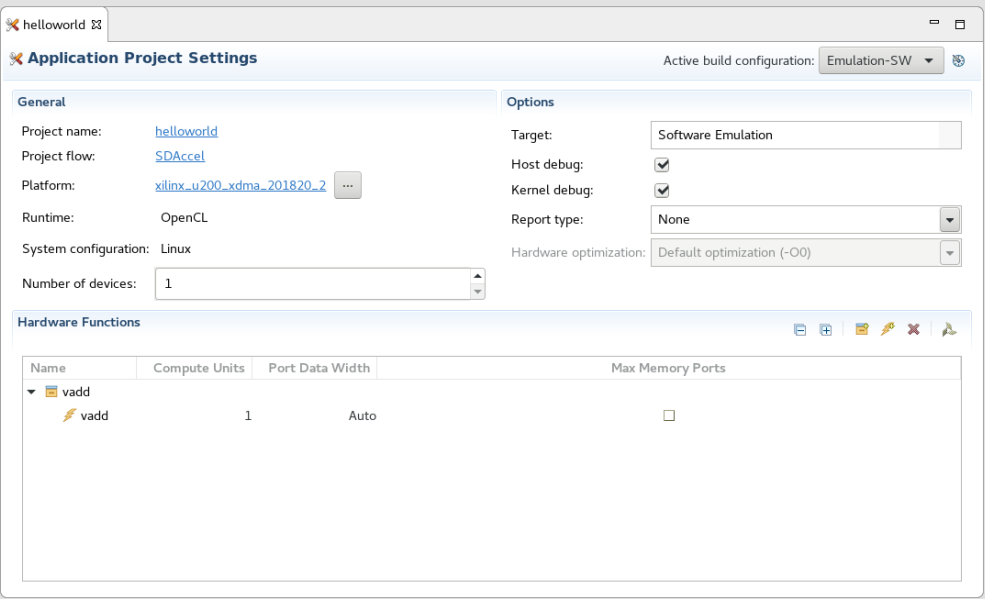 helloworld
Application Project Settings
Active build configuration: Emulation-SW
General
Project name: helloworld
Project flow: SDAccel
Platform: xilinx_u200_xdma_201820_2 ...
Runtime: OpenCL
System configuration: Linux
Number of devices: 1
Options
Target: Software Emulation
Host debug:
Kernel debug:
Report type: None
Hardware optimization: Default optimization (-O0)
Hardware Functions
Name Compute Units Port Data Width Max Memory Ports
vadd
vadd 1 Auto